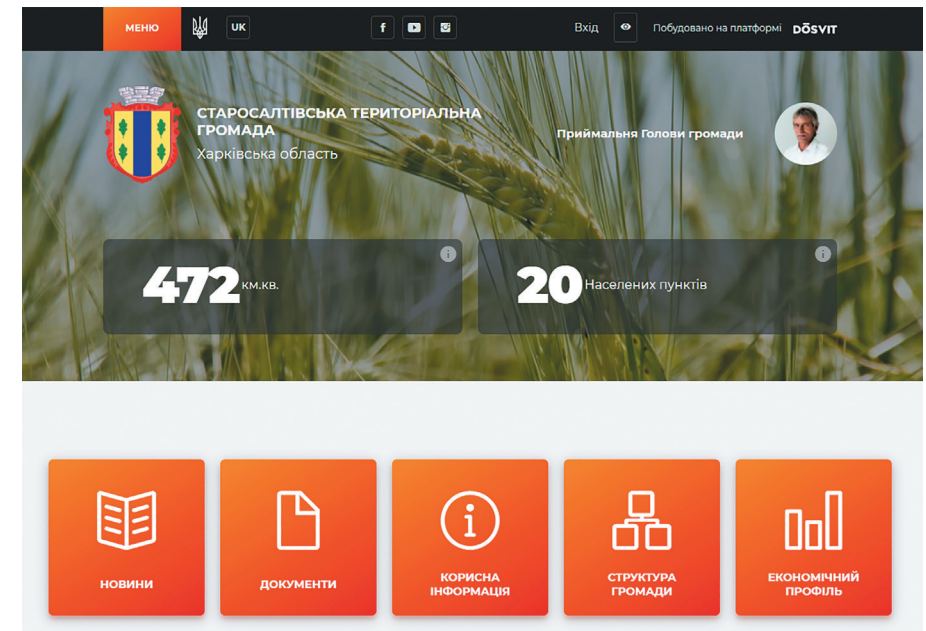 МЕНЮ
UK
f
Вхід
Побудовано на платформі DŌSVIT
СТАРОСАЛТІВСЬКА ТЕРИТОРІАЛЬНА
ГРОМАДА
Харківська область
Приймальня Голови громади
472 км.кв.
i
20 Населених пунктів
i
НОВИНИ
ДОКУМЕНТИ
КОРИСНА
ІНФОРМАЦІЯ
СТРУКТУРА
ГРОМАДИ
ЕКОНОМІЧНИЙ
ПРОФІЛЬ